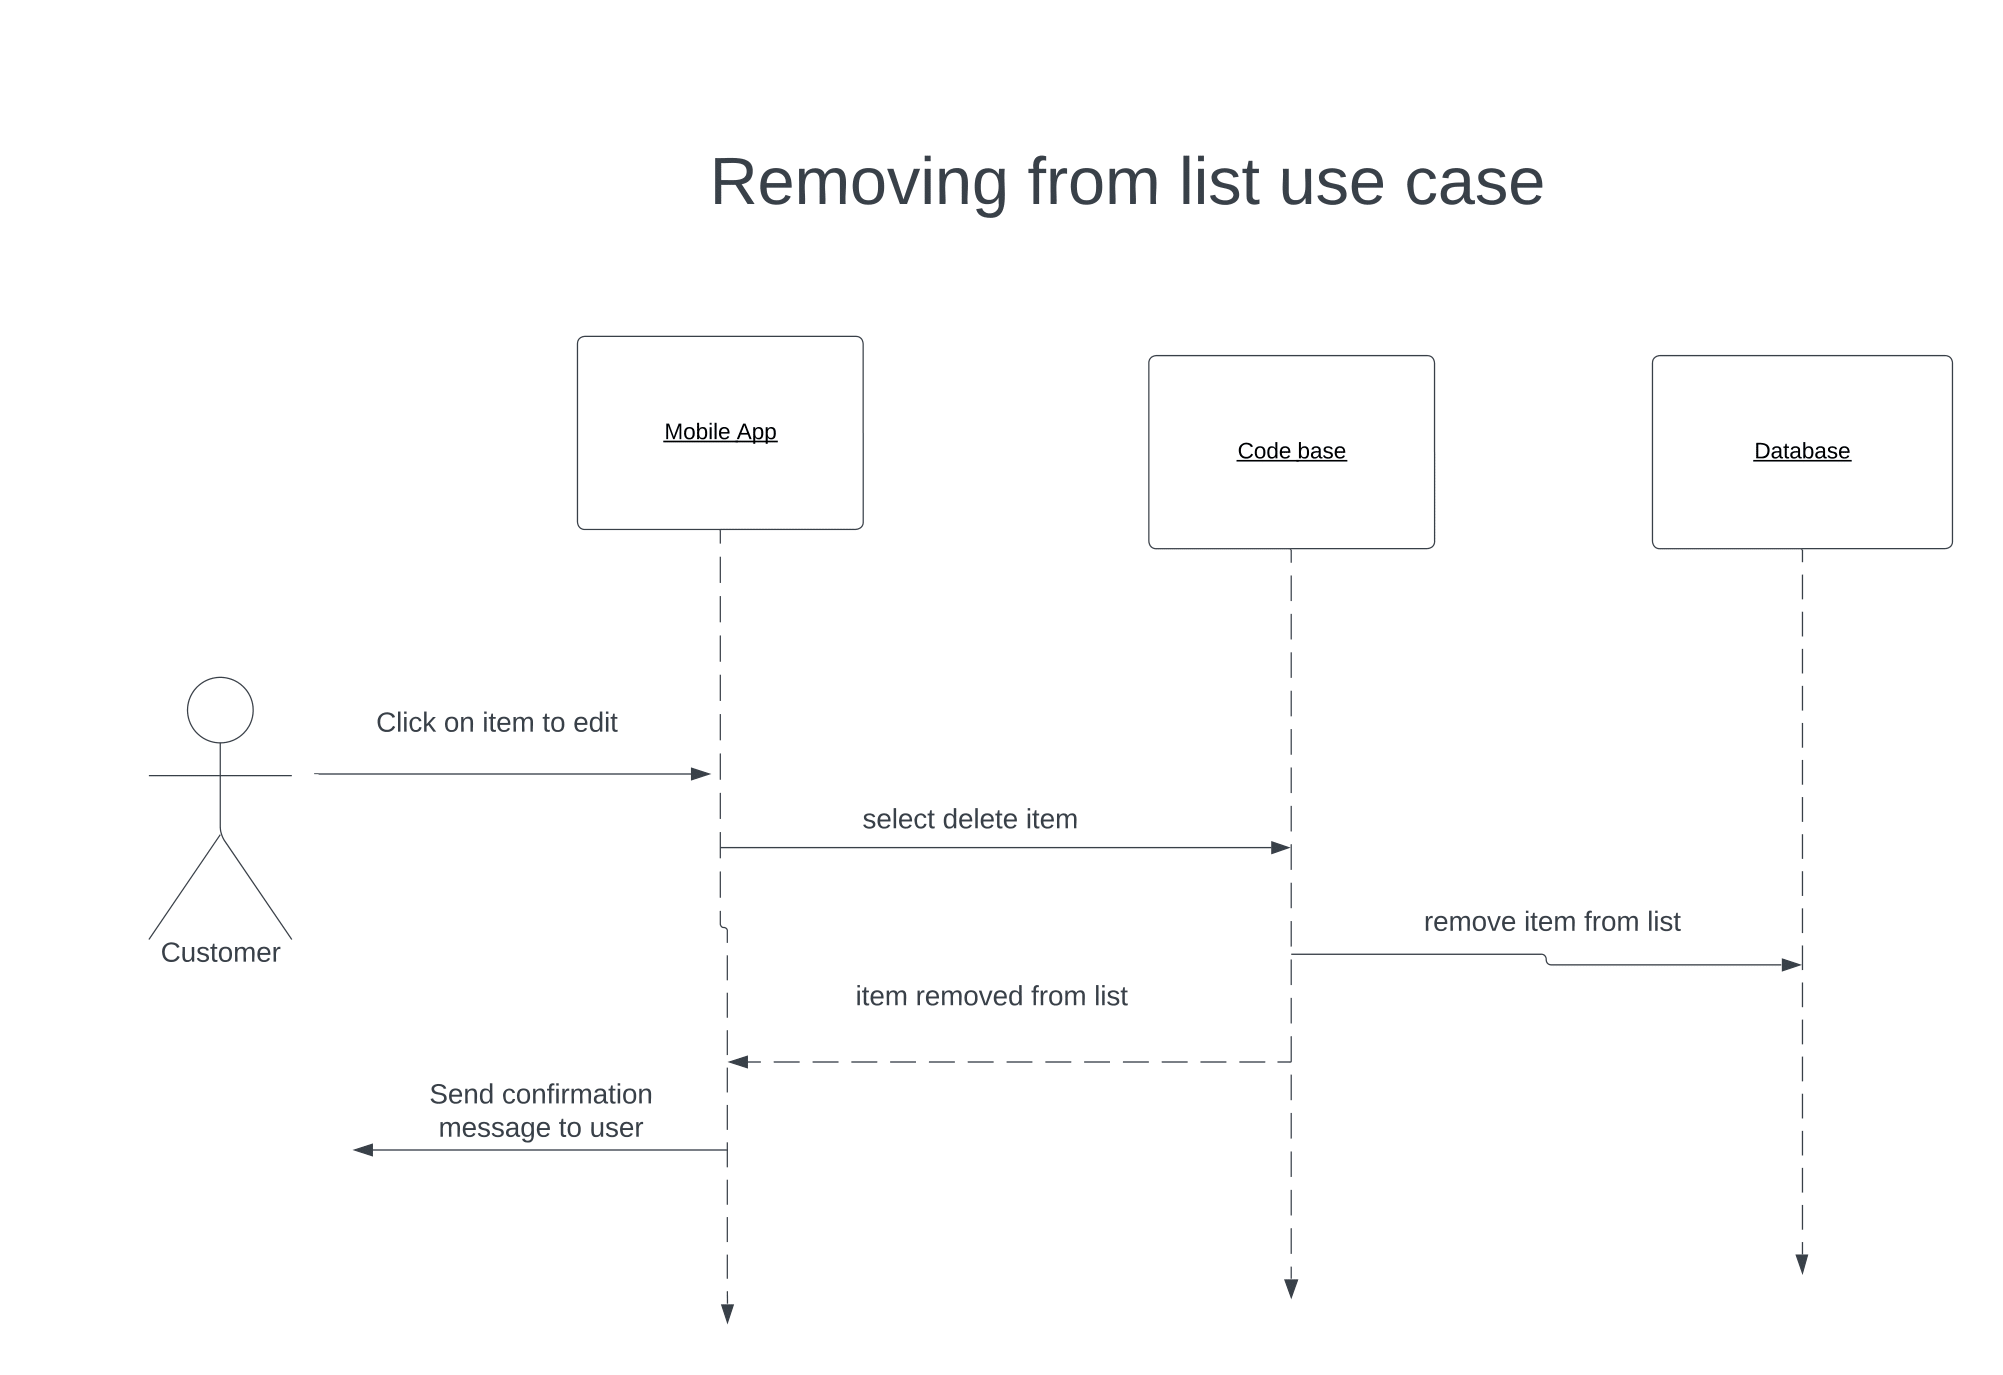 Removing from list use case
Mobile App
Code base
Database
Click on item to edit
select delete item
remove item from list
Customer
item removed from list
Send confirmation
message to user